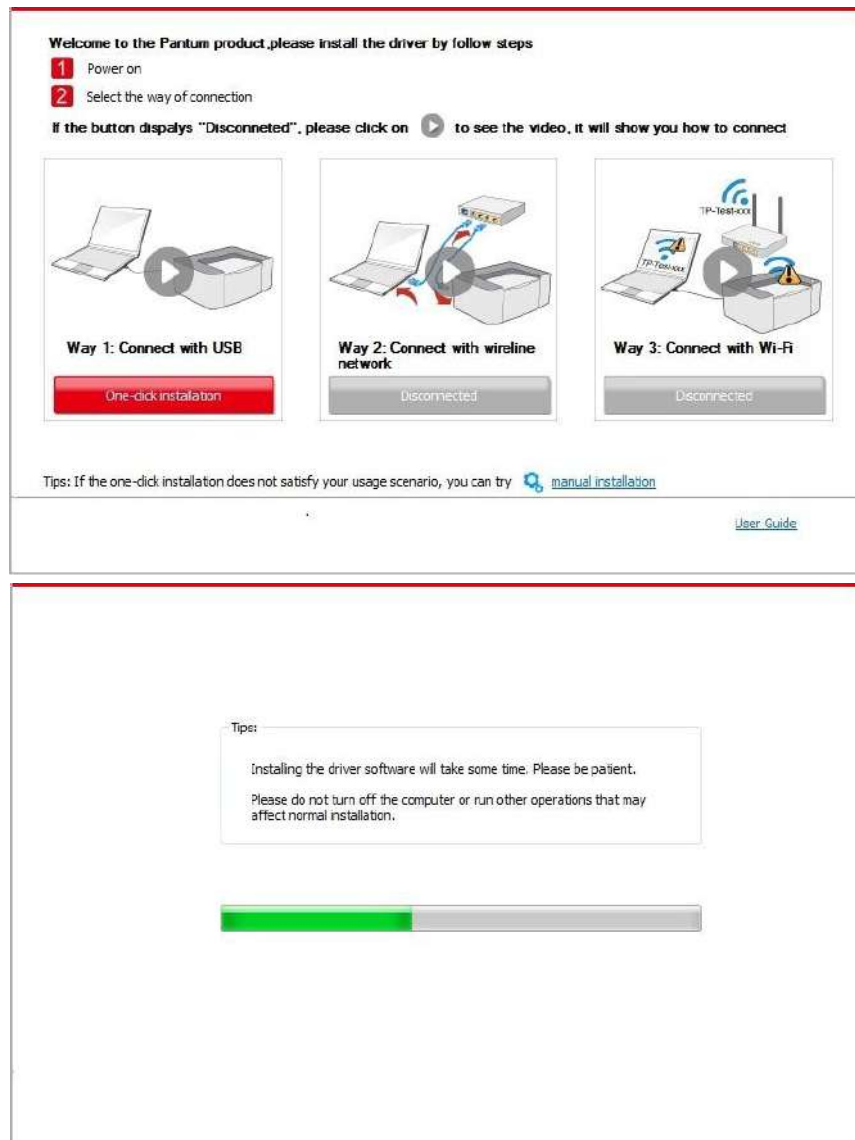 Welcome to the Pantum product,please install the driver by follow steps
1 Power on
2 Select the way of connection
If the button dispalys "Disconneted", please click on to see the video, it will show you how to connect
TP-Test-xxx
TP-Test-xxx
Way 1: Connect with USB
Way 2: Connect with wireline
network
Way 3: Connect with Wi-Fi
One-click installation
Disconnected
Disconnected
Tips: If the one-click installation does not satisfy your usage scenario, you can try manual installation
User Guide
Tips:
Installing the driver software will take some time. Please be patient.
Please do not turn off the computer or run other operations that may
affect normal installation.